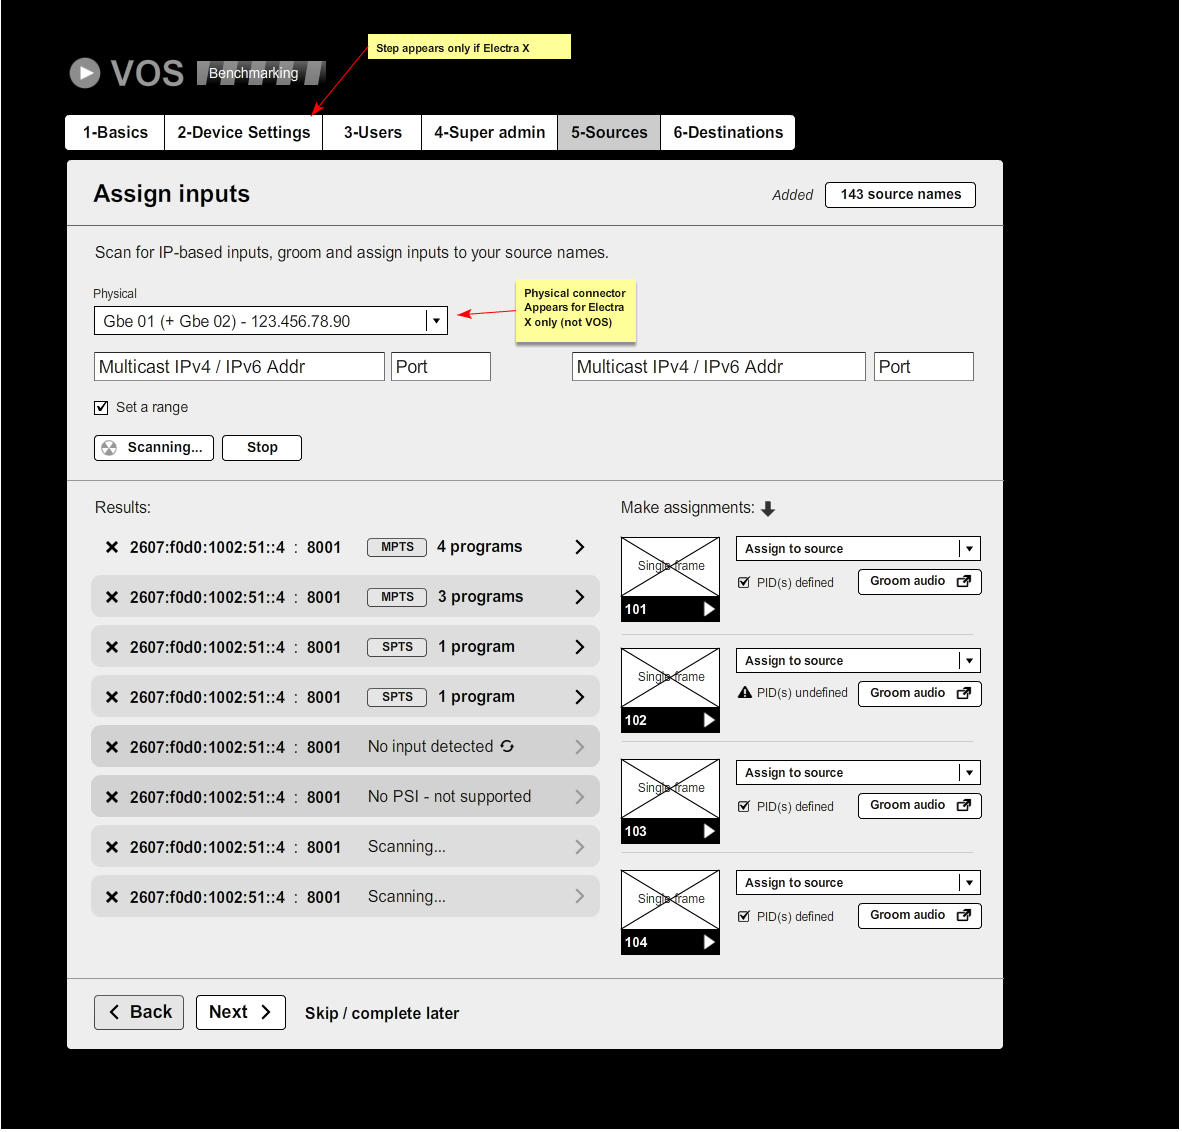 Step appears only if Electra X
VOS Benchmarking
1-Basics 2-Device Settings 3-Users 4-Super admin 5-Sources 6-Destinations
Assign inputs Added 143 source names
Scan for IP-based inputs, groom and assign inputs to your source names.
Physical
Gbe 01 (+ Gbe 02) - 123.456.78.90
Physical connector
Appears for Electra
X only (not VOS)
Multicast IPv4 / IPv6 Addr Port Multicast IPv4 / IPv6 Addr Port
Set a range
Scanning... Stop
Results:
2607:f0d0:1002:51::4 : 8001 MPTS 4 programs
2607:f0d0:1002:51::4 : 8001 MPTS 3 programs
2607:f0d0:1002:51::4 : 8001 SPTS 1 program
2607:f0d0:1002:51::4 : 8001 SPTS 1 program
2607:f0d0:1002:51::4 : 8001 No input detected
2607:f0d0:1002:51::4 : 8001 No PSI - not supported
2607:f0d0:1002:51::4 : 8001 Scanning...
2607:f0d0:1002:51::4 : 8001 Scanning...
Make assignments:
Single frame
101
Assign to source
PID(s) defined Groom audio
Single frame
102
Assign to source
PID(s) undefined Groom audio
Single frame
103
Assign to source
PID(s) defined Groom audio
Single frame
104
Assign to source
PID(s) defined Groom audio
Back Next Skip / complete later